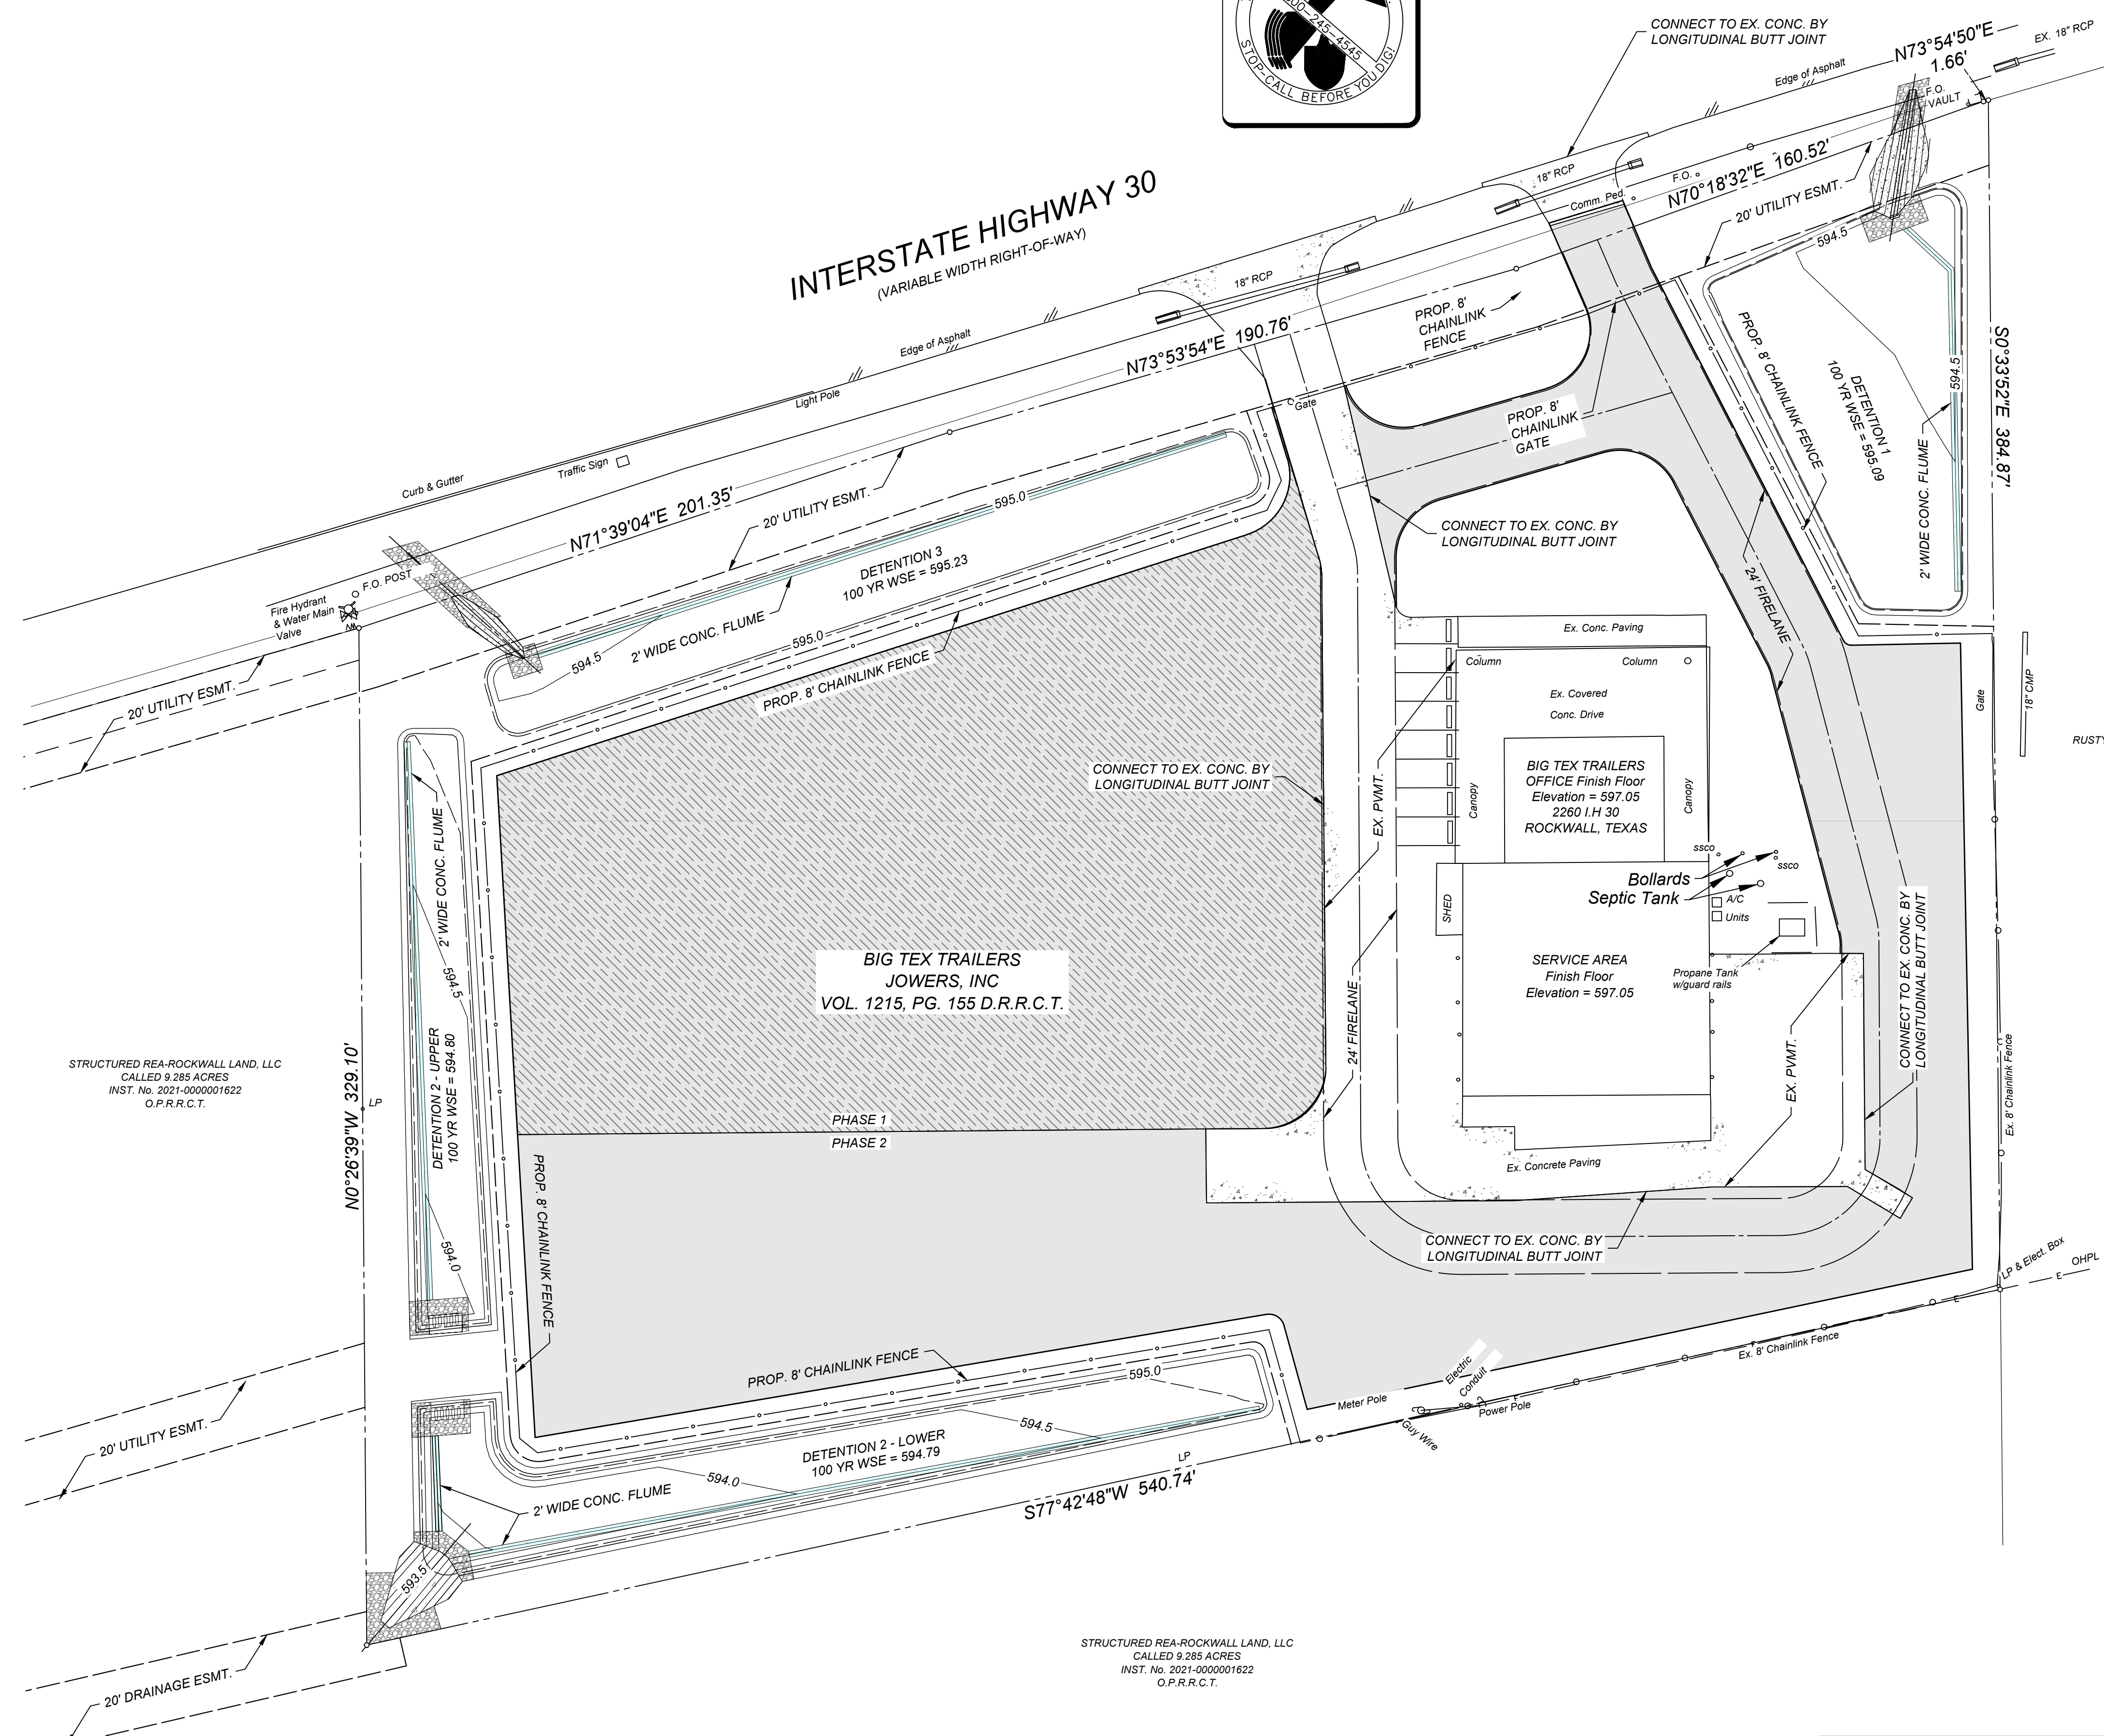 00-245-4545
STOP-CALL BEFORE YOU DIG!
CONNECT TO EX. CONC. BY
LONGITUDINAL BUTT JOINT
N73°54'50"E
1.66'
EX. 18" RCP
Edge of Asphalt
F.O.
VAULT
INTERSTATE HIGHWAY 30
(VARIABLE WIDTH RIGHT-OF-WAY)
18" RCP
Comm. Ped.
F.O.
N70°18'32"E 160.52'
20' UTILITY ESMT.
594.5
18" RCP
N73°53'54"E 190.76'
Edge of Asphalt
Light Pole
Traffic Sign
Curb & Gutter
PROP. 8'
CHAINLINK
FENCE
Gate
PROP. 8'
CHAINLINK
GATE
PROP. 8' CHAINLINK FENCE
DETENTION 1
100 YR WSE = 595.09
594.5
2' WIDE CONC. FLUME
S0°33'52"E 384.87'
N71°39'04"E 201.35'
20' UTILITY ESMT.
595.0
DETENTION 3
100 YR WSE = 595.23
2' WIDE CONC. FLUME
595.0
594.5
PROP. 8' CHAINLINK FENCE
F.O. POST
Fire Hydrant
& Water Main
Valve
20' UTILITY ESMT.
CONNECT TO EX. CONC. BY
LONGITUDINAL BUTT JOINT
24' FIRELANE
Ex. Conc. Paving
Column
Column
Ex. Covered
Conc. Drive
Gate
18" CMP
RUSTY
CONNECT TO EX. CONC. BY
LONGITUDINAL BUTT JOINT
EX. PVMT.
Canopy
BIG TEX TRAILERS
OFFICE Finish Floor
Elevation = 597.05
2260 I.H 30
ROCKWALL, TEXAS
Canopy
ssco
ssco
Bollards
Septic Tank
A/C
Units
SHED
SERVICE AREA
Finish Floor
Elevation = 597.05
Propane Tank
w/guard rails
CONNECT TO EX. CONC. BY
LONGITUDINAL BUTT JOINT
2' WIDE CONC. FLUME
594.5
DETENTION 2 - UPPER
100 YR WSE = 594.80
594.0
BIG TEX TRAILERS
JOWERS, INC
VOL. 1215, PG. 155 D.R.R.C.T.
24' FIRELANE
EX. PVMT.
Ex. 8' Chainlink Fence
STRUCTURED REA-ROCKWALL LAND, LLC
CALLED 9.285 ACRES
INST. No. 2021-0000001622
O.P.R.R.C.T.
N0°26'39"W 329.10'
LP
PHASE 1
PHASE 2
PROP. 8' CHAINLINK FENCE
Ex. Concrete Paving
CONNECT TO EX. CONC. BY
LONGITUDINAL BUTT JOINT
LP & Elect. Box
E
OHPL
E
Ex. 8' Chainlink Fence
PROP. 8' CHAINLINK FENCE
595.0
Electric
Conduit
Meter Pole
Power Pole
Guy Wire
20' UTILITY ESMT.
594.5
DETENTION 2 - LOWER
100 YR WSE = 594.79
594.0
2' WIDE CONC. FLUME
LP
S77°42'48"W 540.74'
593.5
20' DRAINAGE ESMT.
STRUCTURED REA-ROCKWALL LAND, LLC
CALLED 9.285 ACRES
INST. No. 2021-0000001622
O.P.R.R.C.T.